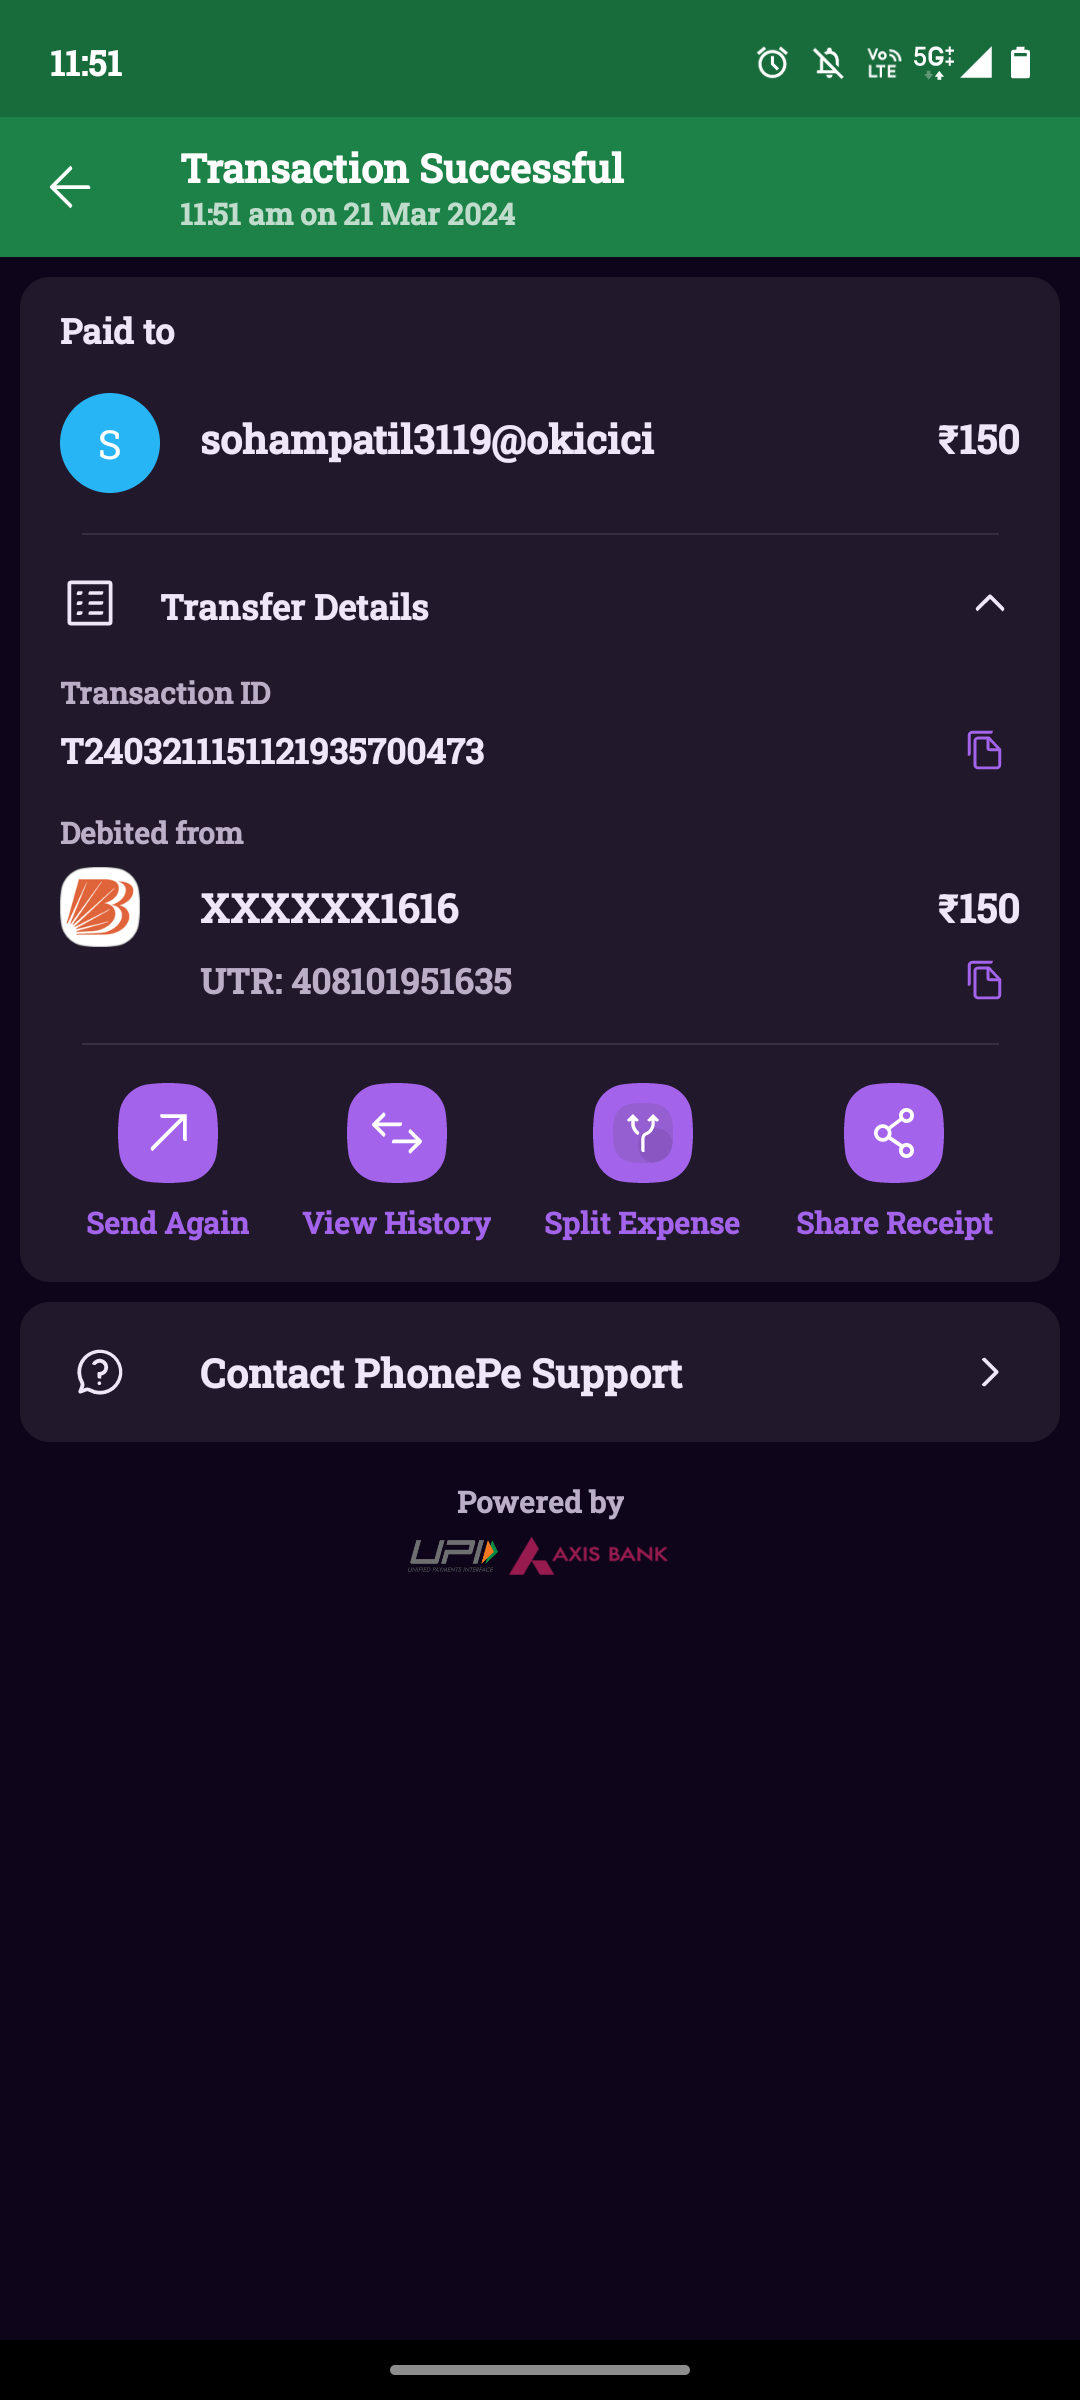 11:51
Vo LTE 5G
Transaction Successful
11:51 am on 21 Mar 2024
Paid to
S
sohampatil3119@okicici
₹150
Transfer Details
Transaction ID
T2403211151121935700473
Debited from
XXXXXX1616
₹150
UTR: 408101951635
Send Again
View History
Split Expense
Share Receipt
Contact PhonePe Support
Powered by
UPI AXIS BANK
UNIFIED PAYMENTS INTERFACE